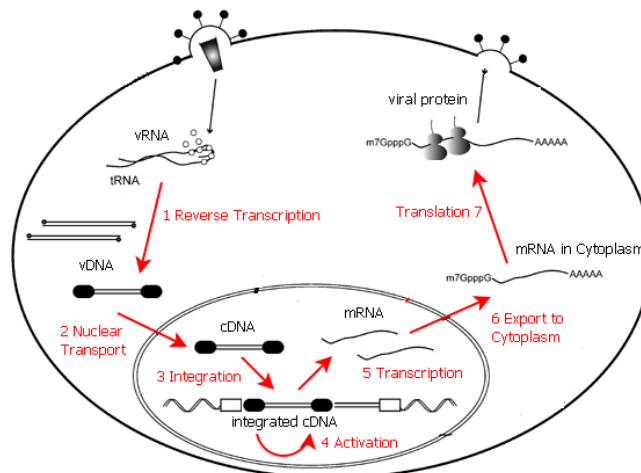 viral protein
vRNA
m7GpppG
AAAAA
tRNA
1 Reverse Transcription
Translation 7
mRNA in Cytoplasm
vDNA
m7GpppG
AAAAA
2 Nuclear
Transport
cDNA
mRNA
6 Export to
Cytoplasm
3 Integration
5 Transcription
integrated cDNA
4 Activation